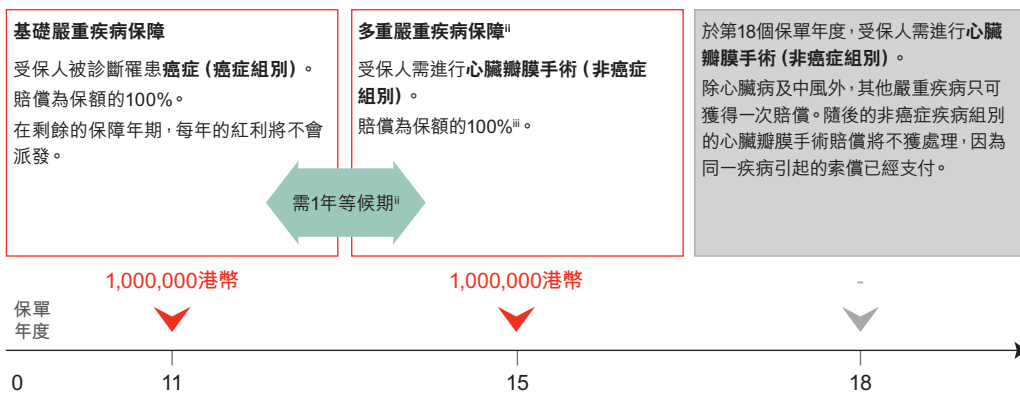 基礎嚴重疾病保障
受保人被診斷罹患癌症（癌症組別）。
賠償為保額的100%。
在剩餘的保障年期，每年的紅利將不會
派發。
多重嚴重疾病保障ii
受保人需進行心臟瓣膜手術（非癌症
組別）。
賠償為保額的100%iii。
於第18個保單年度，受保人需進行心臟
瓣膜手術（非癌症組別）。
除心臟病及中風外，其他嚴重疾病只可
獲得一次賠償。隨後的非癌症疾病組別
的心臟瓣膜手術賠償將不獲處理，因為
同一疾病引起的索償已經支付。
需1年等候期ii
1,000,000港幣
1,000,000港幣
-
保單
年度
0
11
15
18